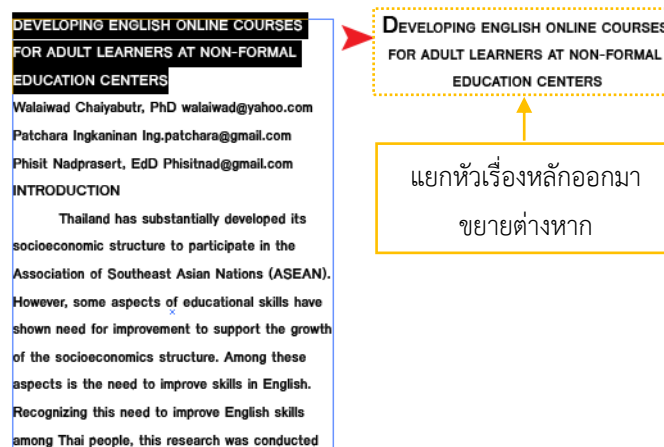 DEVELOPING ENGLISH ONLINE COURSES
FOR ADULT LEARNERS AT NON-FORMAL
EDUCATION CENTERS
Walaiwad Chaiyabutr, PhD walaiwad@yahoo.com
Patchara Ingkaninan Ing.patchara@gmail.com
Phisit Nadprasert, EdD Phisitnad@gmail.com
INTRODUCTION
Thailand has substantially developed its
socioeconomic structure to participate in the
Association of Southeast Asian Nations (ASEAN).
However, some aspects of educational skills have
shown need for improvement to support the growth
of the socioeconomics structure. Among these
aspects is the need to improve skills in English.
Recognizing this need to improve English skills
among Thai people, this research was conducted
DEVELOPING ENGLISH ONLINE COURSES
FOR ADULT LEARNERS AT NON-FORMAL
EDUCATION CENTERS
แยกหัวเรื่องหลักออกมา
ขยายต่างหาก